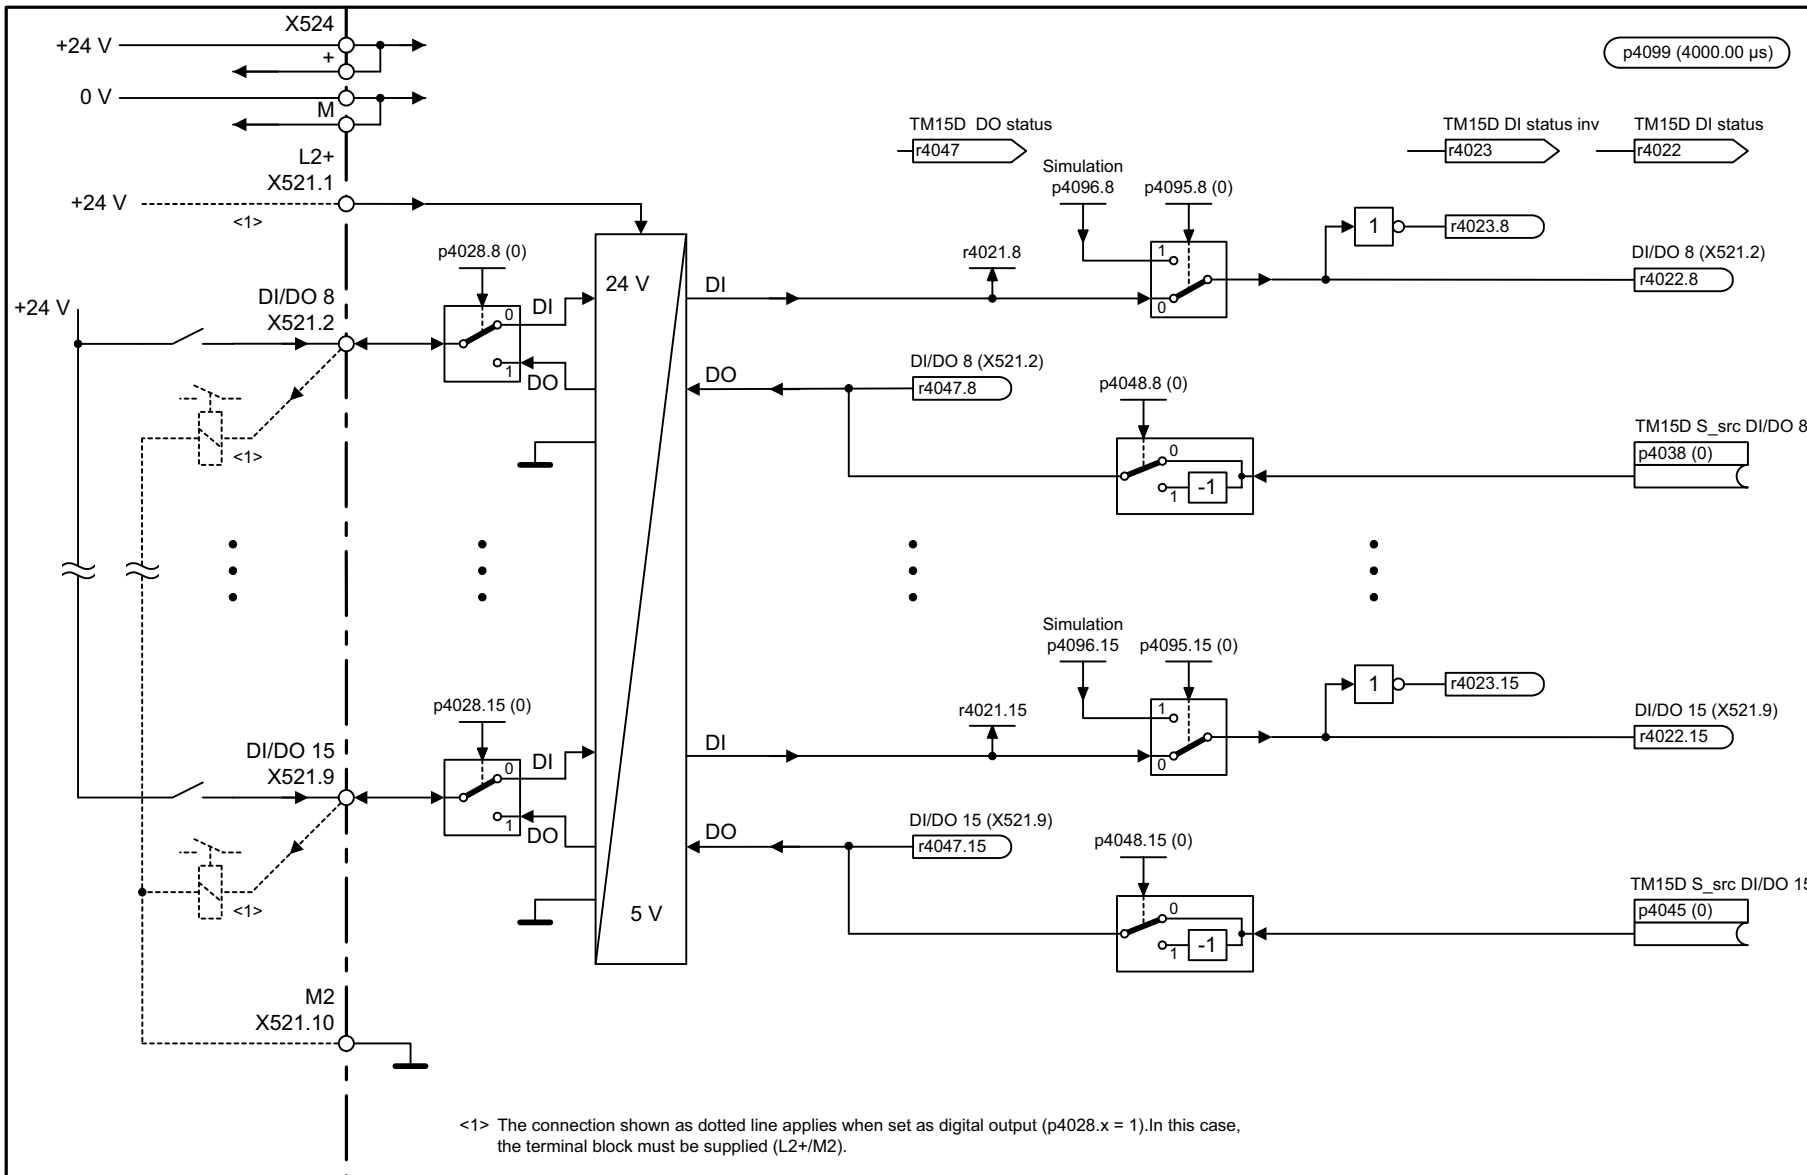 X524
+24 V
+
p4099 (4000.00 µs)
0 V
M
TM15D DO status
TM15D DI status inv
TM15D DI status
r4047
r4023
r4022
L2+
X521.1
Simulation
p4096.8
p4095.8 (0)
+24 V
<1>
1
r4023.8
p4028.8 (0)
r4021.8
1
DI/DO 8 (X521.2)
24 V
DI
0
r4022.8
DI/DO 8
X521.2
+24 V
0
DI
1
DO
DO
DI/DO 8 (X521.2)
r4047.8
p4048.8 (0)
TM15D S_src DI/DO 8
p4038 (0)
0
1
-1
<1>
Simulation
p4096.15
p4095.15 (0)
1
r4023.15
p4028.15 (0)
r4021.15
1
DI/DO 15 (X521.9)
DI
0
r4022.15
DI/DO 15
X521.9
0
DI
1
DO
DO
DI/DO 15 (X521.9)
r4047.15
p4048.15 (0)
TM15D S_src DI/DO 15
p4045 (0)
0
1
-1
<1>
5 V
M2
X521.10
<1> The connection shown as dotted line applies when set as digital output (p4028.x = 1).In this case,
the terminal block must be supplied (L2+/M2).